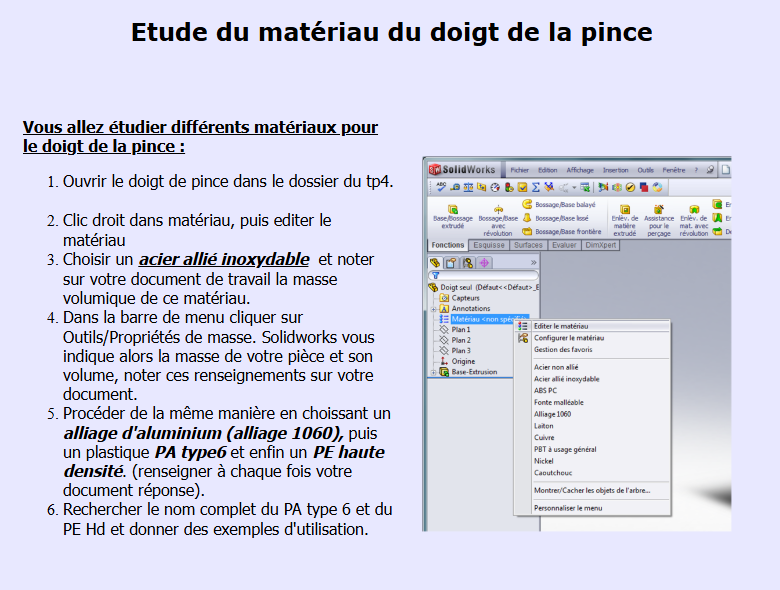 Etude du matériau du doigt de la pince
Vous allez étudier différents matériaux pour
le doigt de la pince :
1. Ouvrir le doigt de pince dans le dossier du tp4.
2. Clic droit dans matériau, puis editer le
matériau
3. Choisir un acier allié inoxydable et noter
sur votre document de travail la masse
volumique de ce matériau.
4. Dans la barre de menu cliquer sur
Outils/Propriétés de masse. Solidworks vous
indique alors la masse de votre pièce et son
volume, noter ces renseignements sur votre
document.
5. Procéder de la même manière en choissant un
alliage d'aluminium (alliage 1060), puis
un plastique PA type6 et enfin un PE haute
densité. (renseigner à chaque fois votre
document réponse).
6. Rechercher le nom complet du PA type 6 et du
PE Hd et donner des exemples d'utilisation.
SolidWorks Fichier Edition Affichage Insertion Outils Fenêtre ?
Base/Bossage
extrudé
Bossage/Base
avec
révolution
Bossage/Base balayé
Bossage/Base lissé
Bossage/Base frontière
Enlèv. de
matière
extrudé
Assistance
pour le
perçage
Enlèv. de
mat. avec
révolution
Fonctions Esquisse Surfaces Evaluer DimXpert
Doigt seul (Défaut<<Défaut>_E
Capteurs
Annotations
Matériau <non spécifié>
Plan 1
Plan 2
Plan 3
Origine
Base-Extrusion
Editer le matériau
Configurer le matériau
Gestion des favoris
Acier non allié
Acier allié inoxydable
ABS PC
Fonte malléable
Alliage 1060
Laiton
Cuivre
PBT à usage général
Nickel
Caoutchouc
Montrer/Cacher les objets de l'arbre...
Personnaliser le menu